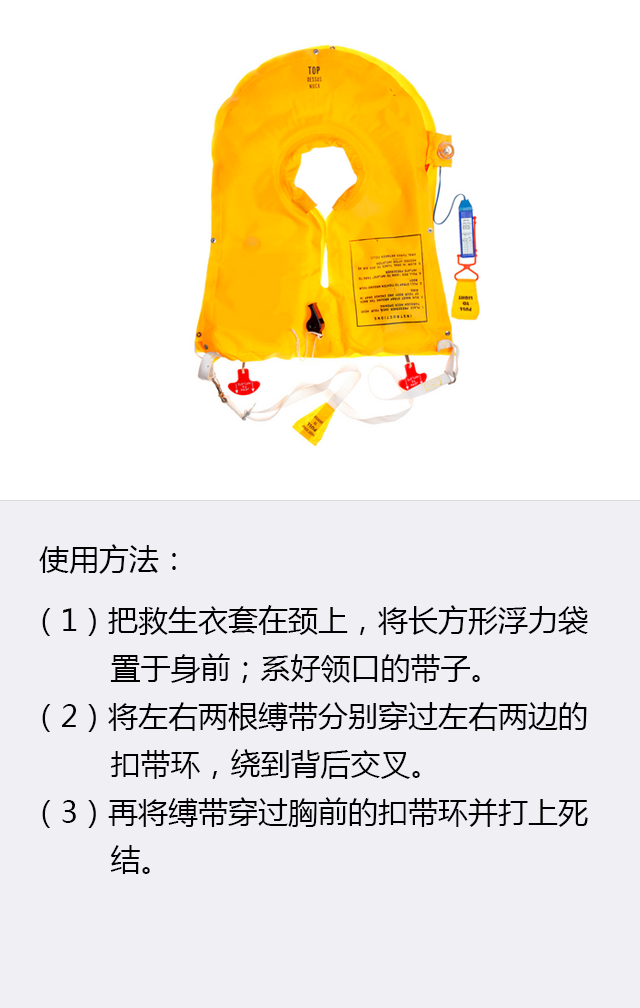 TOP
DESSUS
PULL
TO
LIGHT
INSTRUCTIONS
使用方法：
（1）把救生衣套在颈上，将长方形浮力袋
置于身前；系好领口的带子。
（2）将左右两根缚带分别穿过左右两边的
扣带环，绕到背后交叉。
（3）再将缚带穿过胸前的扣带环并打上死
结。